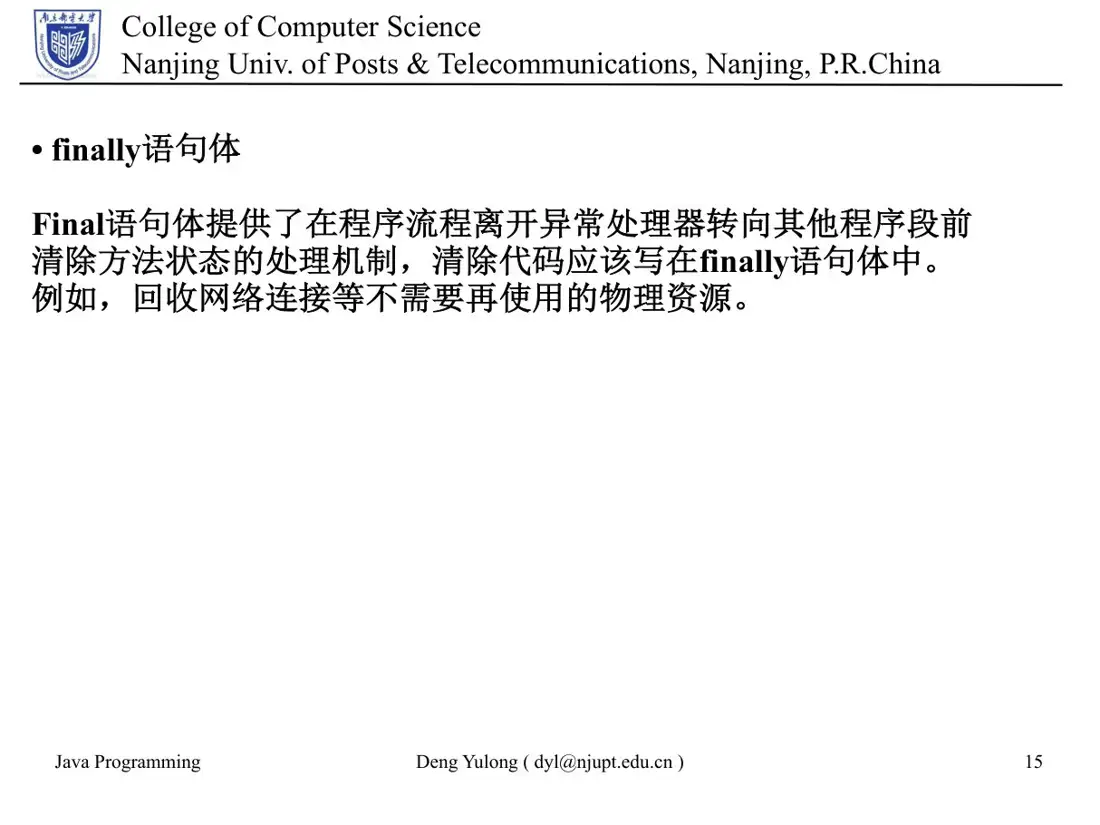 College of Computer Science
Nanjing Univ. of Posts & Telecommunications, Nanjing, P.R.China
• finally语句体
Final语句体提供了在程序流程离开异常处理器转向其他程序段前
清除方法状态的处理机制，清除代码应该写在finally语句体中。
例如，回收网络连接等不需要再使用的物理资源。
Java Programming
Deng Yulong ( dyl@njupt.edu.cn )
15